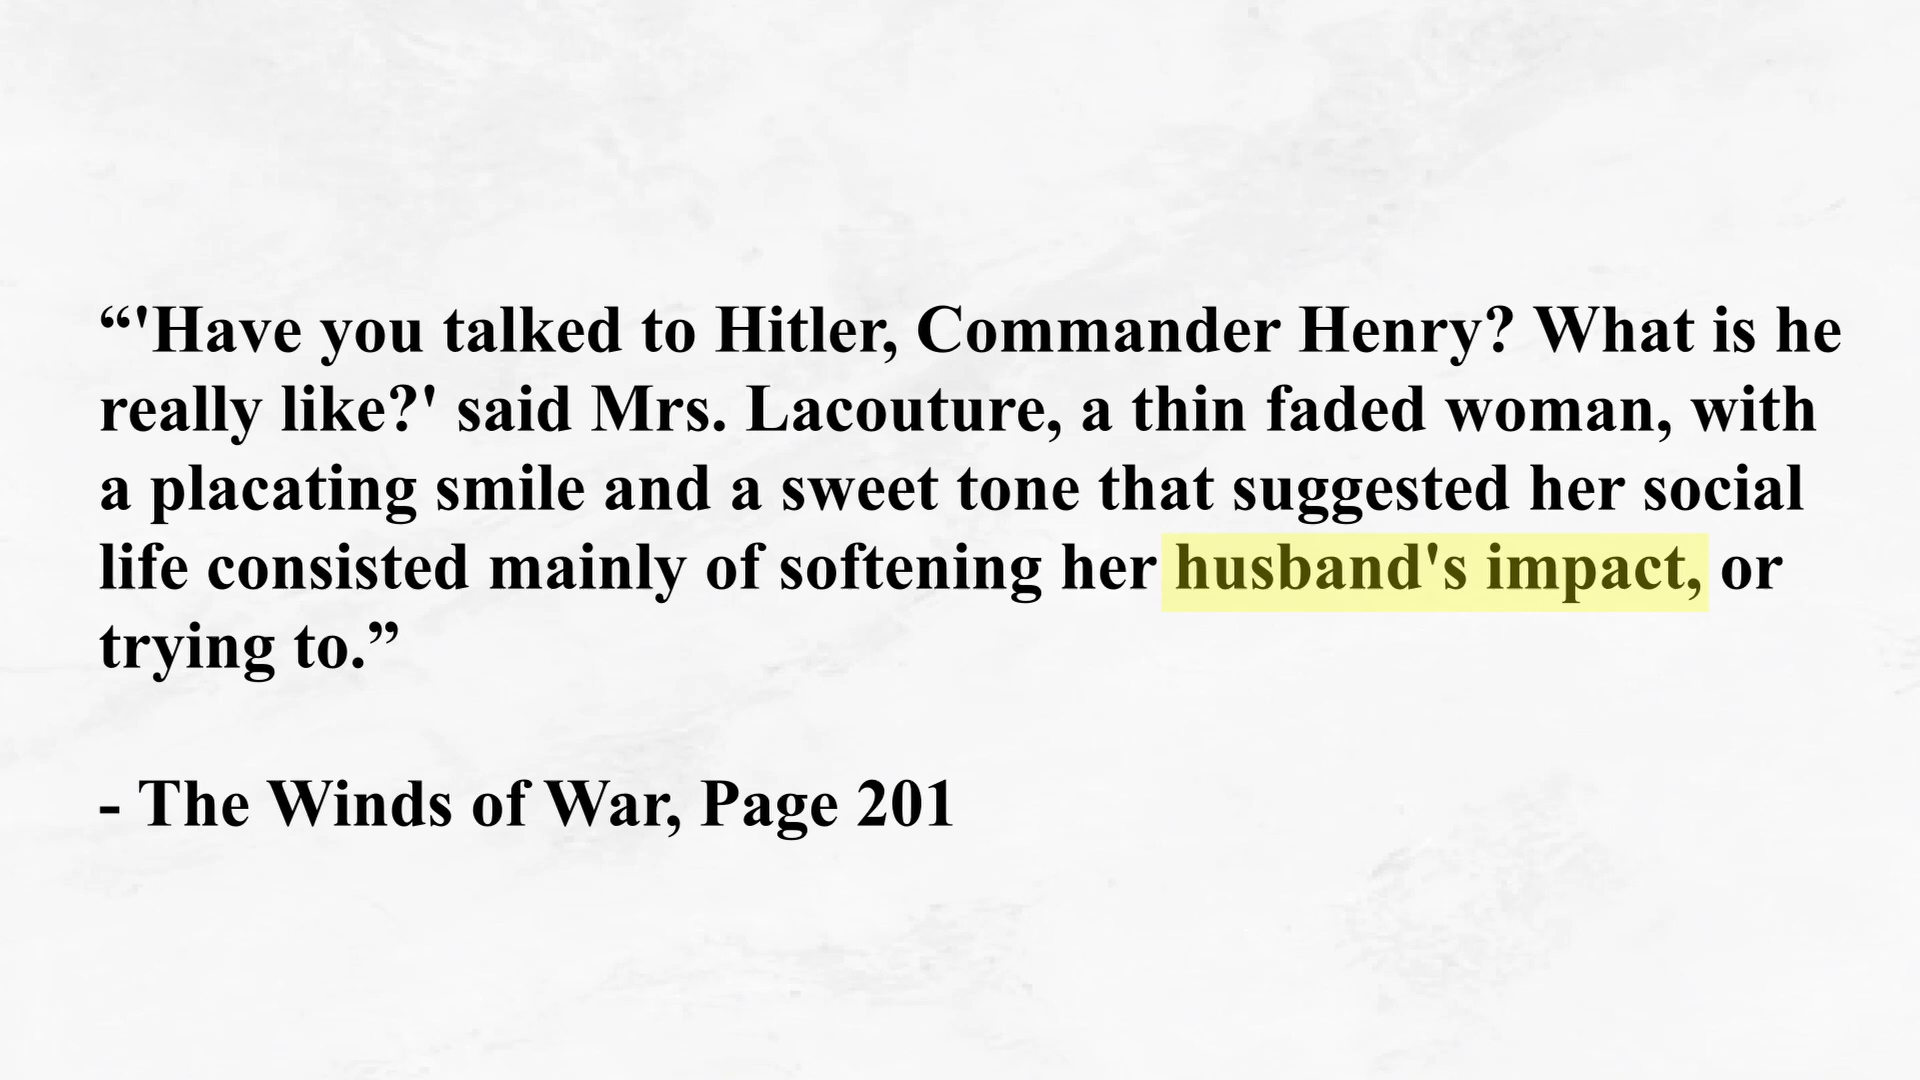 “'Have you talked to Hitler, Commander Henry? What is he
really like?' said Mrs. Lacouture, a thin faded woman, with
a placating smile and a sweet tone that suggested her social
life consisted mainly of softening her husband's impact, or
trying to.”
- The Winds of War, Page 201